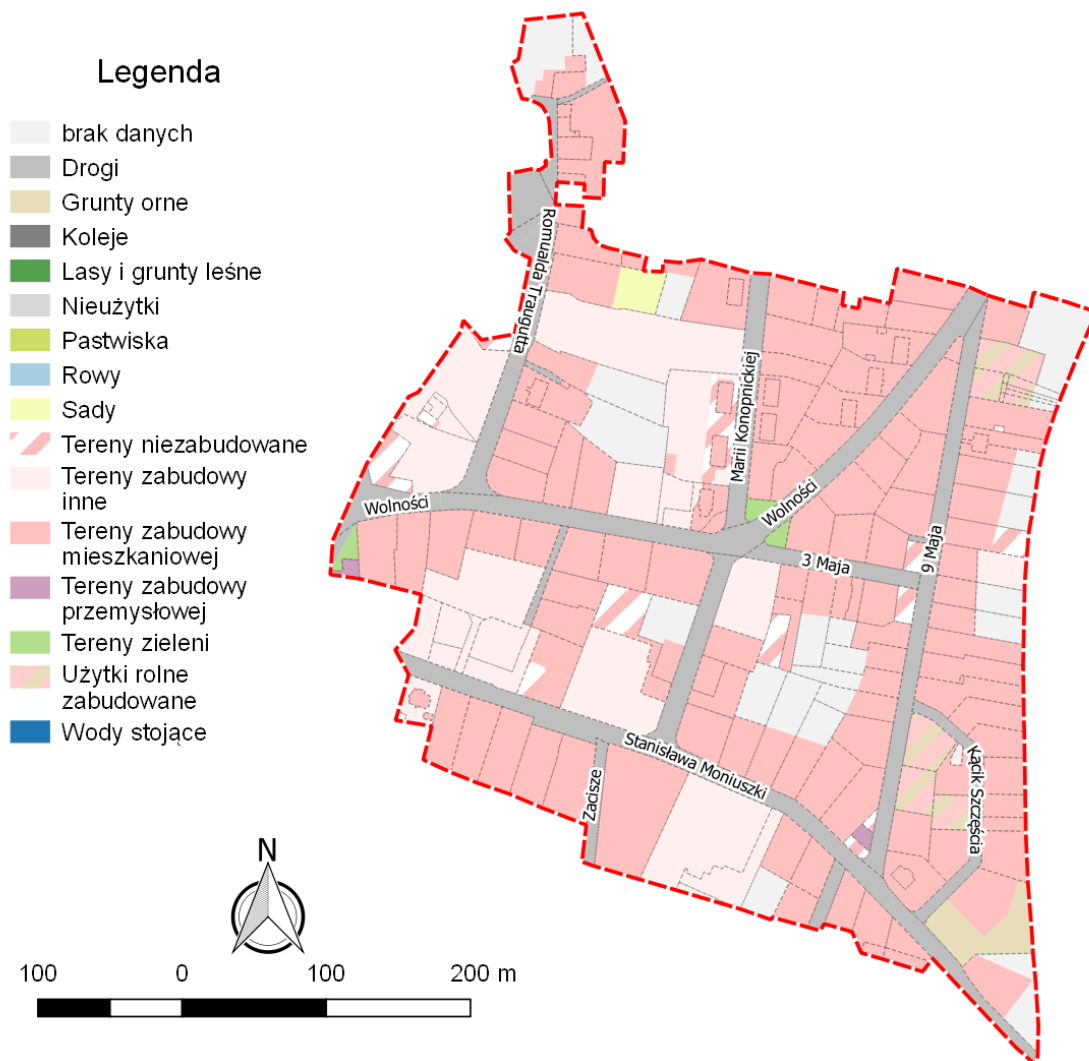 Legenda
brak danych
Drogi
Grunty orne
Koleje
Lasy i grunty leśne
Nieużytki
Pastwiska
Rowy
Sady
Tereny niezabudowane
Tereny zabudowy
inne
Tereny zabudowy
mieszkaniowej
Tereny zabudowy
przemysłowej
Tereny zieleni
Użytki rolne
zabudowane
Wody stojące
Romualda Traugutta
Marii Konopnickiej
Wolności
Wolności
3 Maja
9 Maja
Stanisława Moniuszki
Zacisze
Kącik Szczęścia
N
100 0 100 200 m